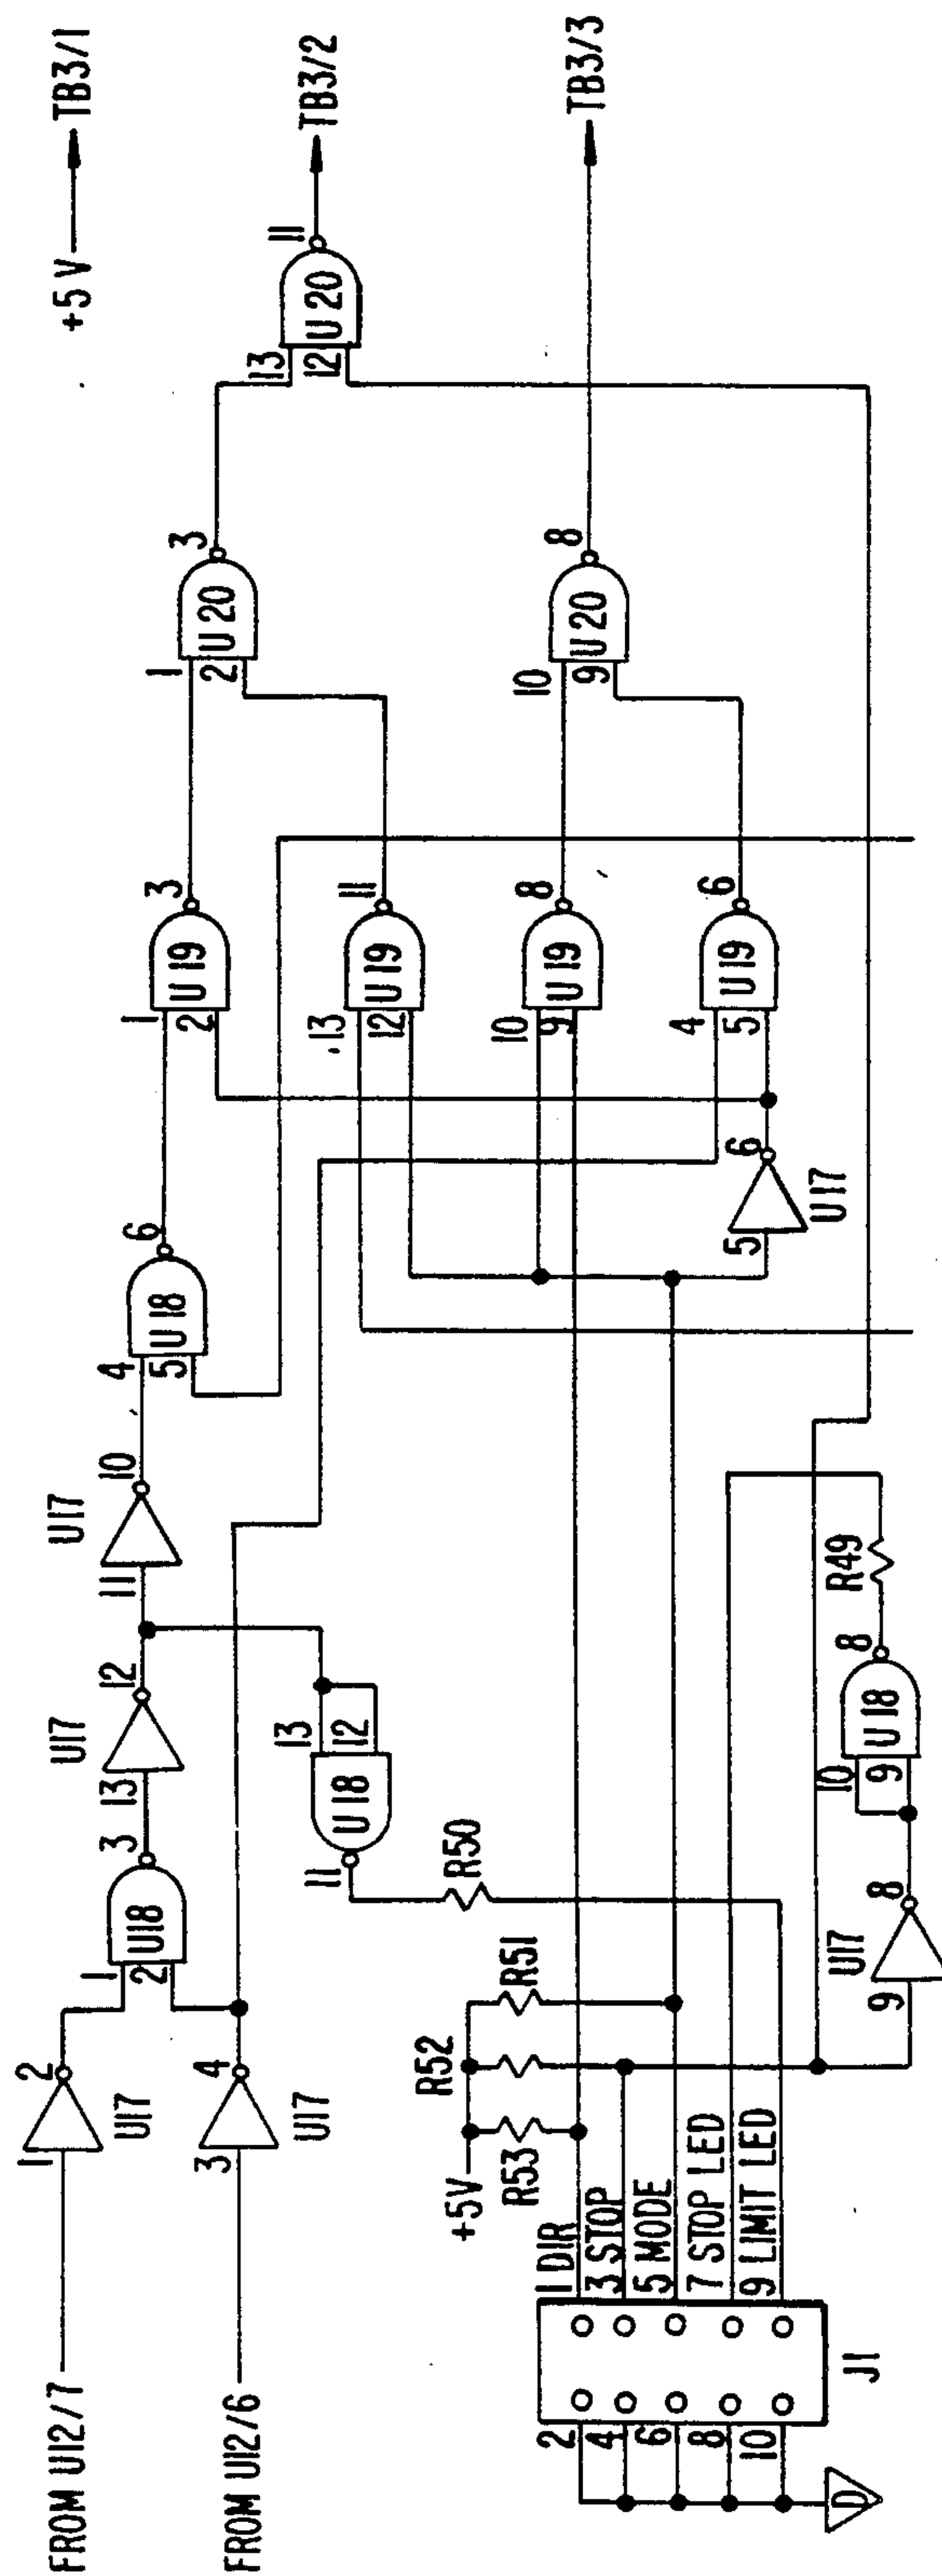 +5V
TB3/1
FROM U12/7
1
2
U17
1
2
U18
3
13
12
U17
11
10
U17
4
5
U18
6
1
2
U19
3
1
2
U20
3
13
12
U20
11
TB3/2
FROM U12/6
3
4
U17
13
12
U18
11
R50
13
12
U19
11
10
9
U19
8
4
5
U19
6
10
9
U20
8
TB3/3
5
6
U17
+5V
R53
R52
R51
1 DIR
3 STOP
5 MODE
7 STOP LED
9 LIMIT LED
2
4
6
8
10
J1
D
9
8
U17
10
9
U18
8
R49